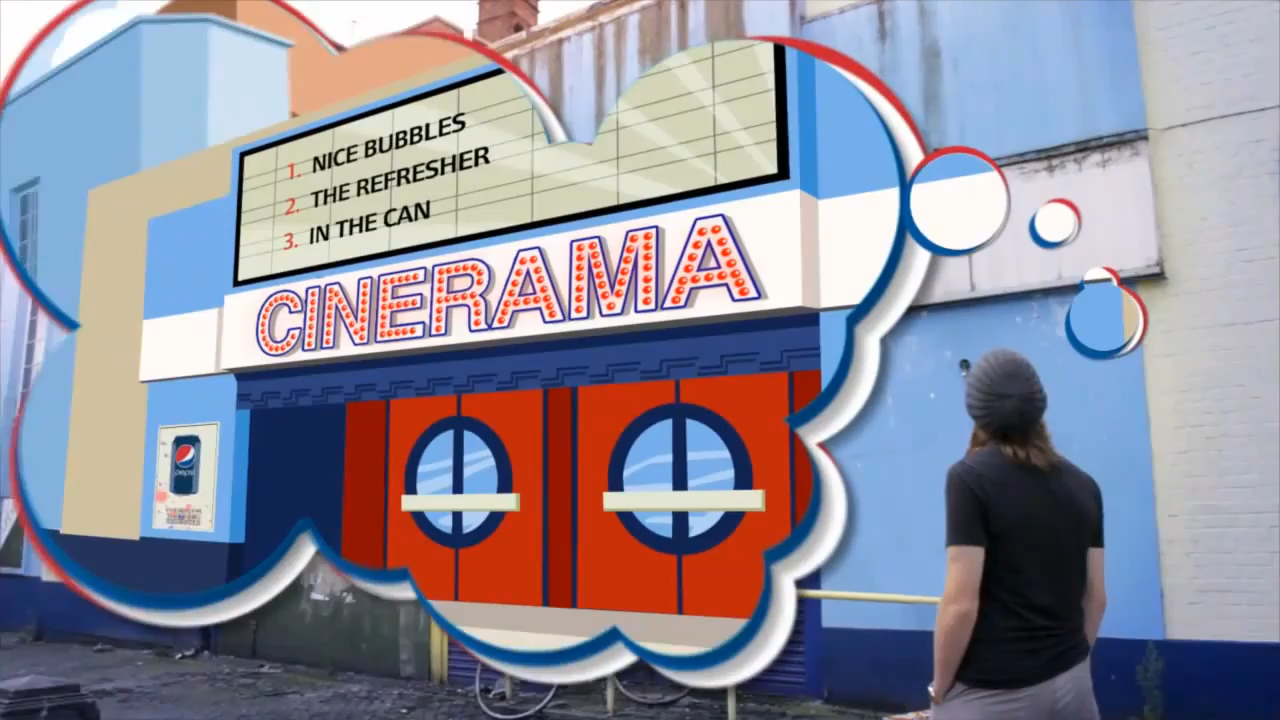 1. NICE BUBBLES
2. THE REFRESHER
3. IN THE CAN
CINERAMA
pepsi